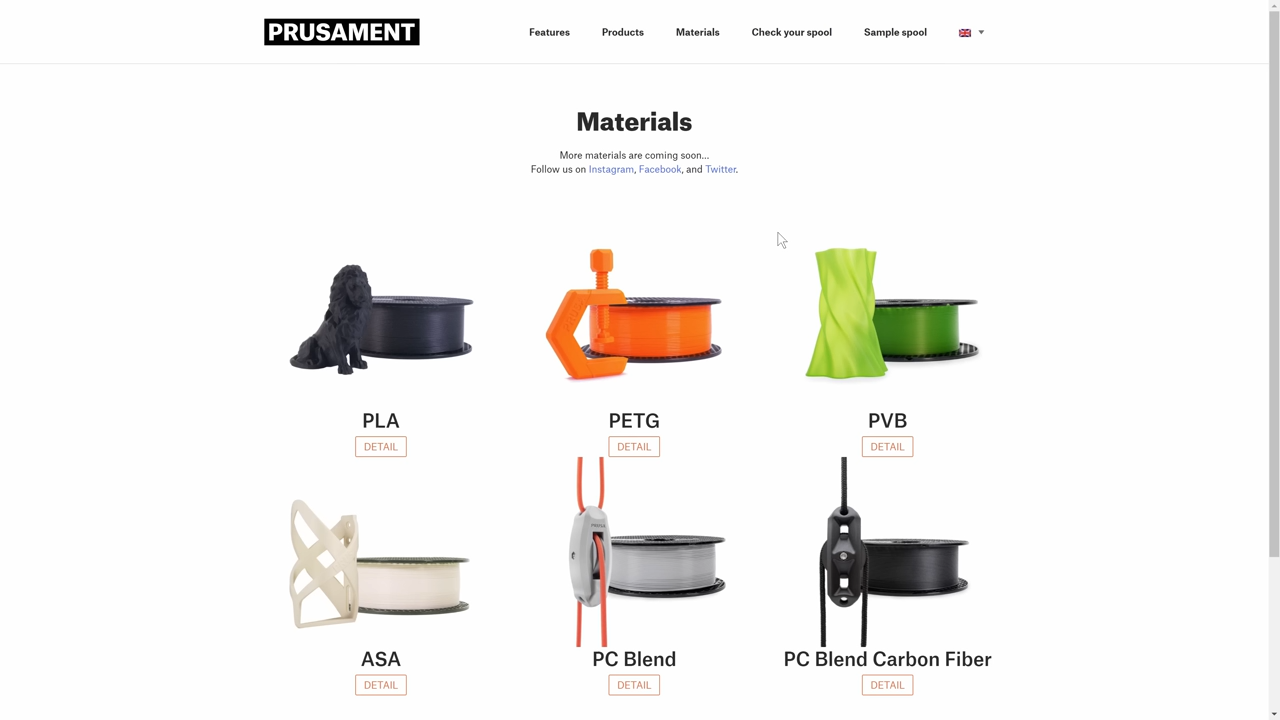 PRUSAMENT
Features
Products
Materials
Check your spool
Sample spool
Materials
More materials are coming soon...
Follow us on Instagram, Facebook, and Twitter.
PLA
PETG
PVB
DETAIL
DETAIL
DETAIL
ASA
PC Blend
PC Blend Carbon Fiber
DETAIL
DETAIL
DETAIL